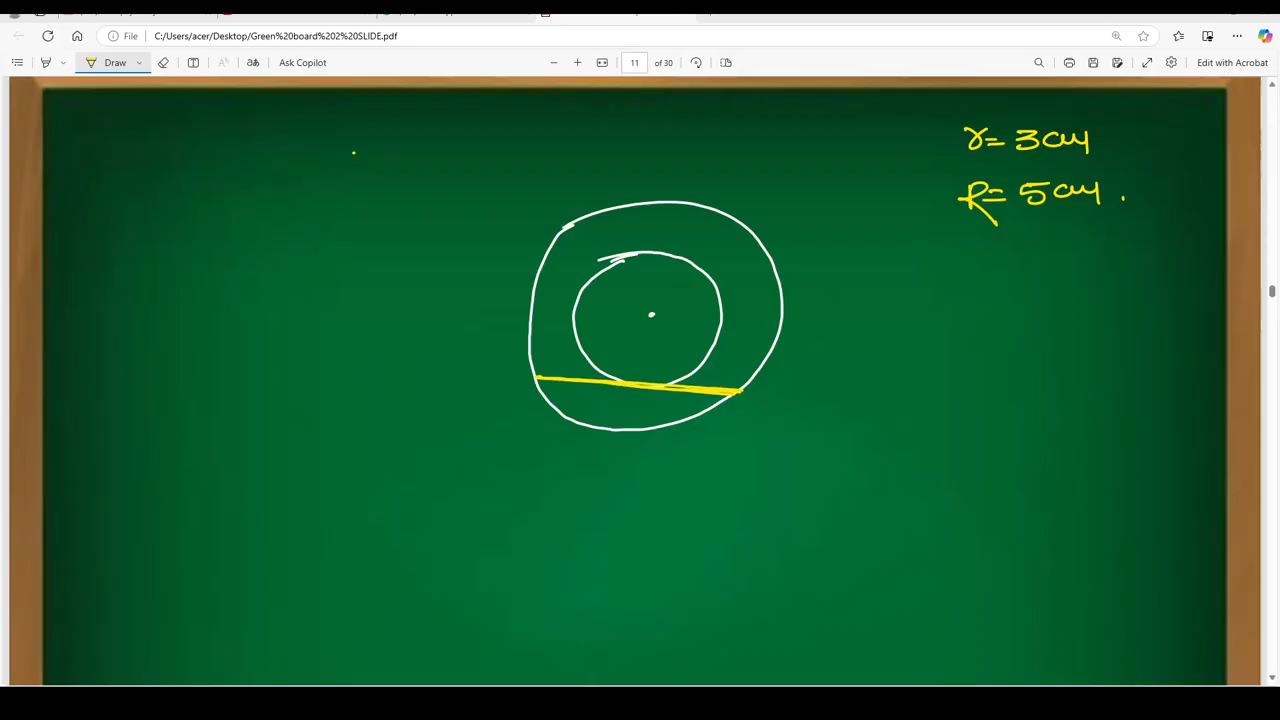 File C:/Users/acer/Desktop/Green%20board%202%20SLIDE.pdf
Draw Ask Copilot 11 of 30 Edit with Acrobat
r= 3cm
R= 5cm .